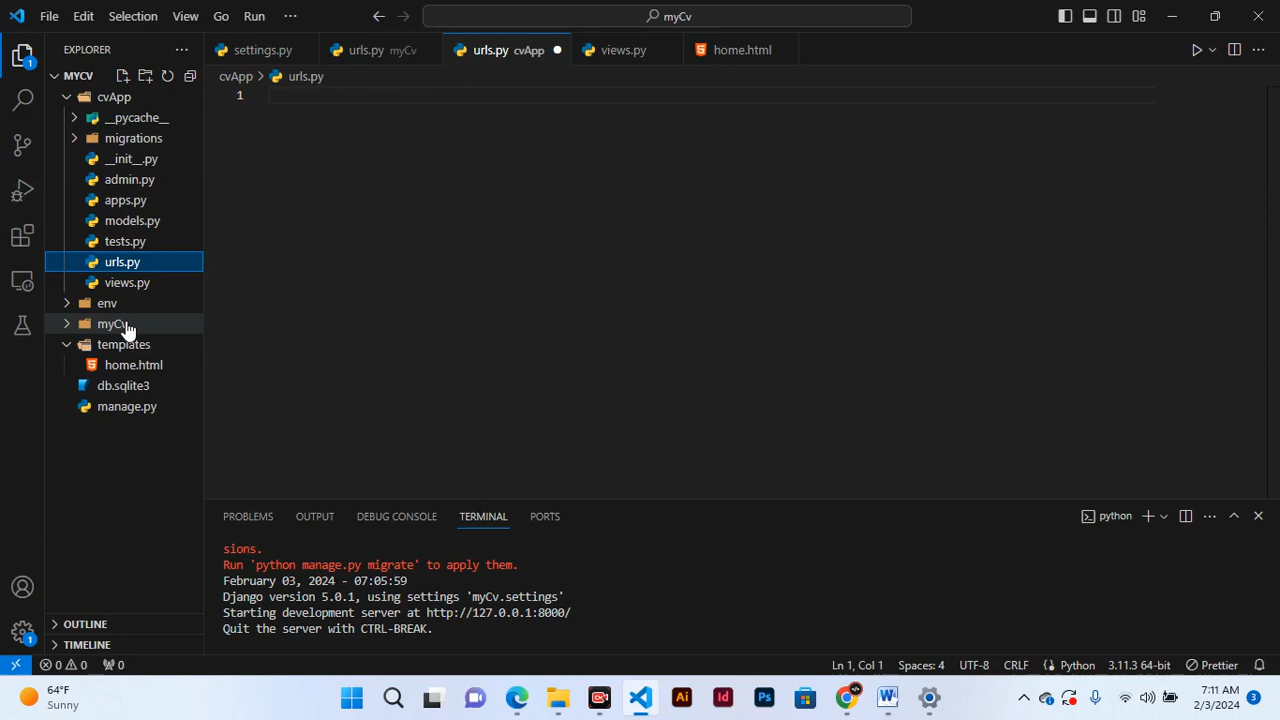 File Edit Selection View Go Run ··· myCv
EXPLORER ···
settings.py urls.py myCv urls.py cvApp views.py home.html
MYCV
cvApp > urls.py
1
cvApp
__pycache__
migrations
__init__.py
admin.py
apps.py
models.py
tests.py
urls.py
views.py
env
myCv
templates
home.html
db.sqlite3
manage.py
PROBLEMS OUTPUT DEBUG CONSOLE TERMINAL PORTS
python
sions.
Run 'python manage.py migrate' to apply them.
February 03, 2024 - 07:05:59
Django version 5.0.1, using settings 'myCv.settings'
Starting development server at http://127.0.0.1:8000/
Quit the server with CTRL-BREAK.
OUTLINE
TIMELINE
0 0 0 Ln 1, Col 1 Spaces: 4 UTF-8 CRLF Python 3.11.3 64-bit Prettier
1
1
64°F
Sunny
Ai Id Ps
7:11 AM
2/3/2024
3